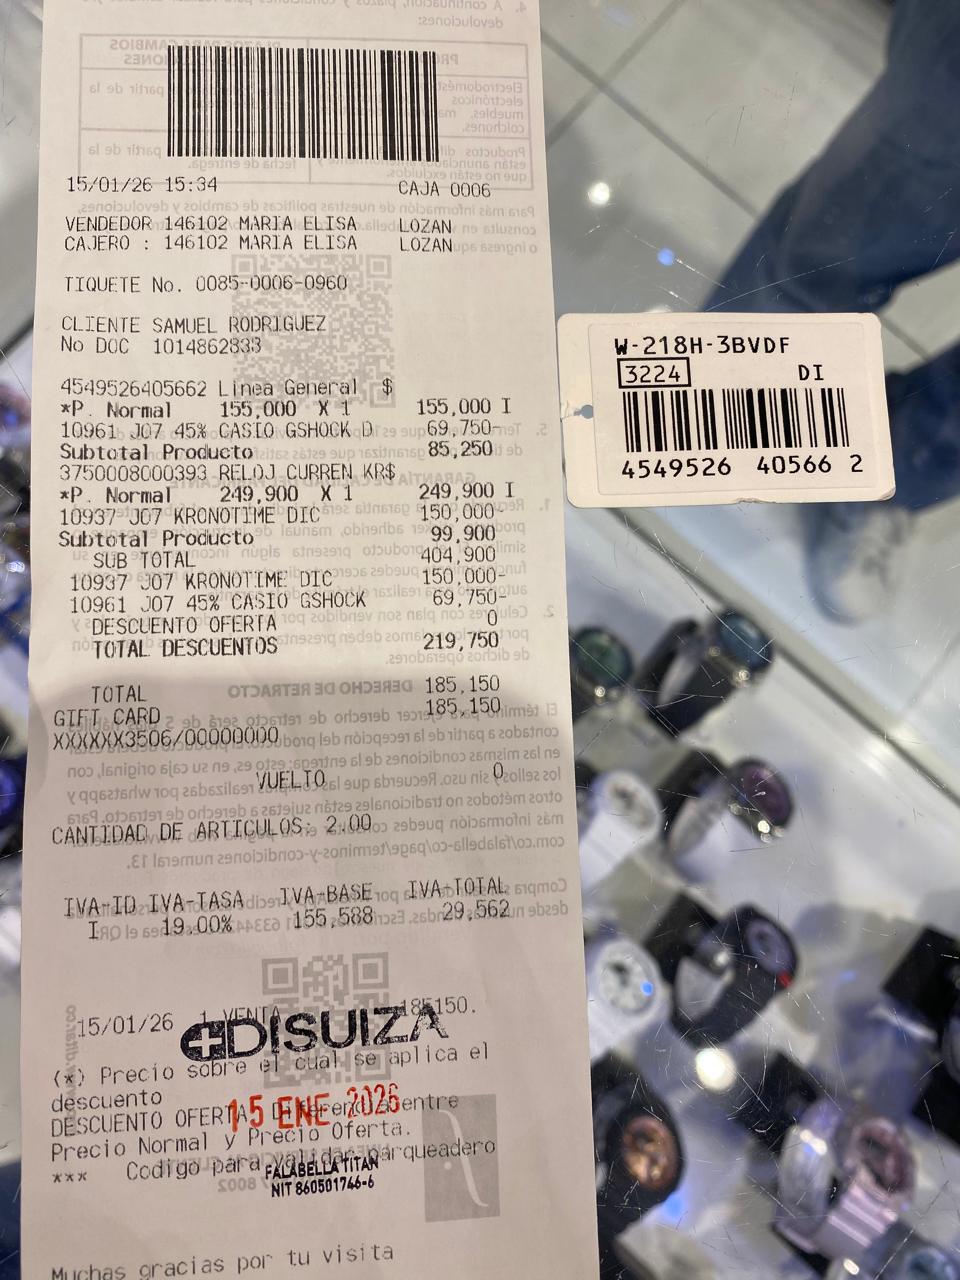 15/01/26 15:34 CAJA 0006
VENDEDOR 146102 MARIA ELISA LOZAN
CAJERO : 146102 MARIA ELISA LOZAN
TIQUETE No. 0085-0006-0960
CLIENTE SAMUEL RODRIGUEZ
No DOC 1014862833
4549526405662 Linea General $
*P. Normal 155,000 X 1 155,000 I
10961 J07 45% CASIO GSHOCK D 69,750-
Subtotal Producto 85,250
3750008000393 RELOJ CURREN KR$
*P. Normal 249,900 X 1 249,900 I
10937 J07 KRONOTIME DIC 150,000-
Subtotal Producto 99,900
SUB TOTAL 404,900
10937 J07 KRONOTIME DIC 150,000-
10961 J07 45% CASIO GSHOCK 69,750-
DESCUENTO OFERTA 0
TOTAL DESCUENTOS 219,750
TOTAL 185,150
GIFT CARD 185,150
XXXXXX3506/00000000
VUELTO 0
CANTIDAD DE ARTICULOS: 2.00
IVA-ID IVA-TASA IVA-BASE IVA-TOTAL
I 19.00% 155,588 29,562
15/01/26 1 VENTA 185150.
DISUIZA
(*) Precio sobre el cual se aplica el
descuento
DESCUENTO OFERTA: Diferencia entre
15 ENE 2026
Precio Normal y Precio Oferta.
*** Codigo para validar parqueadero
FALABELLA TITAN
NIT 860501746-6
Muchas gracias por tu visita
W-218H-3BVDF
3224 DI
4549526 40566 2